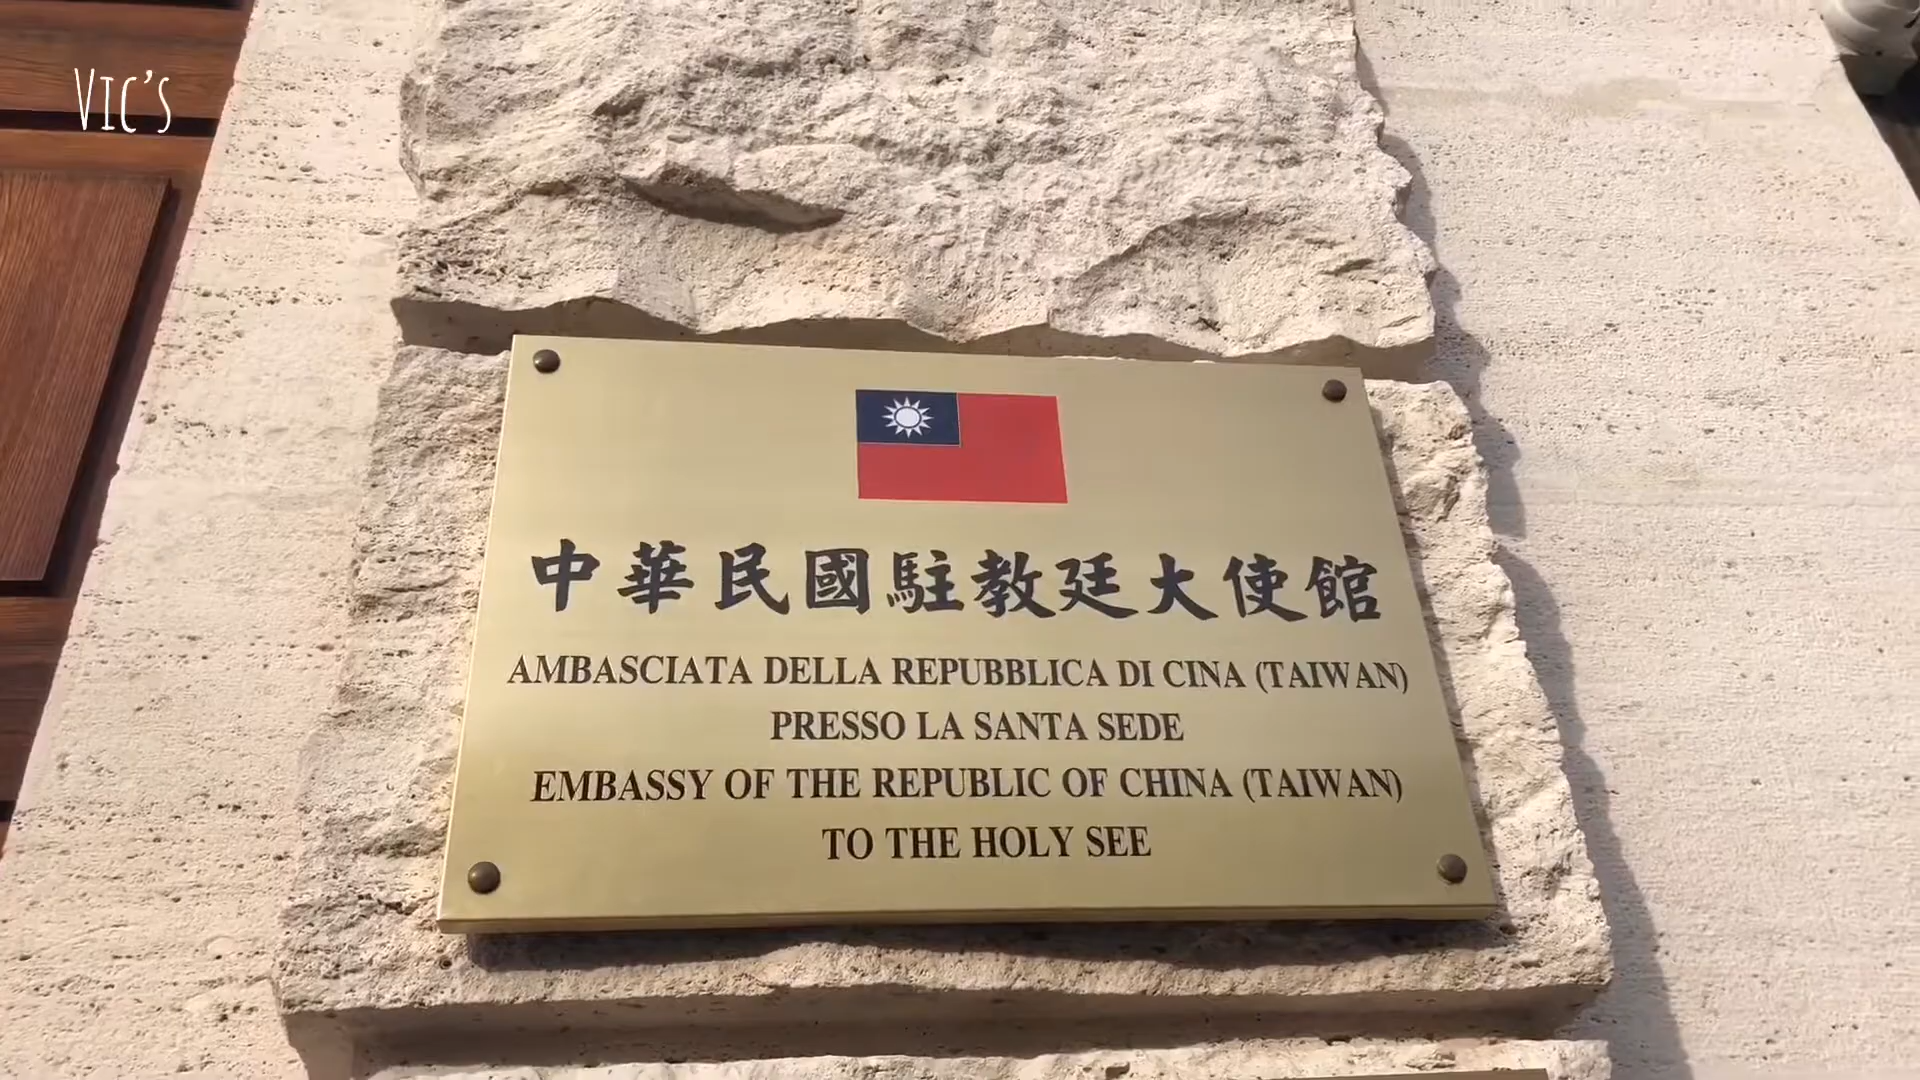 VIC'S
中華民國駐教廷大使館
AMBASCIATA DELLA REPUBBLICA DI CINA (TAIWAN)
PRESSO LA SANTA SEDE
EMBASSY OF THE REPUBLIC OF CHINA (TAIWAN)
TO THE HOLY SEE